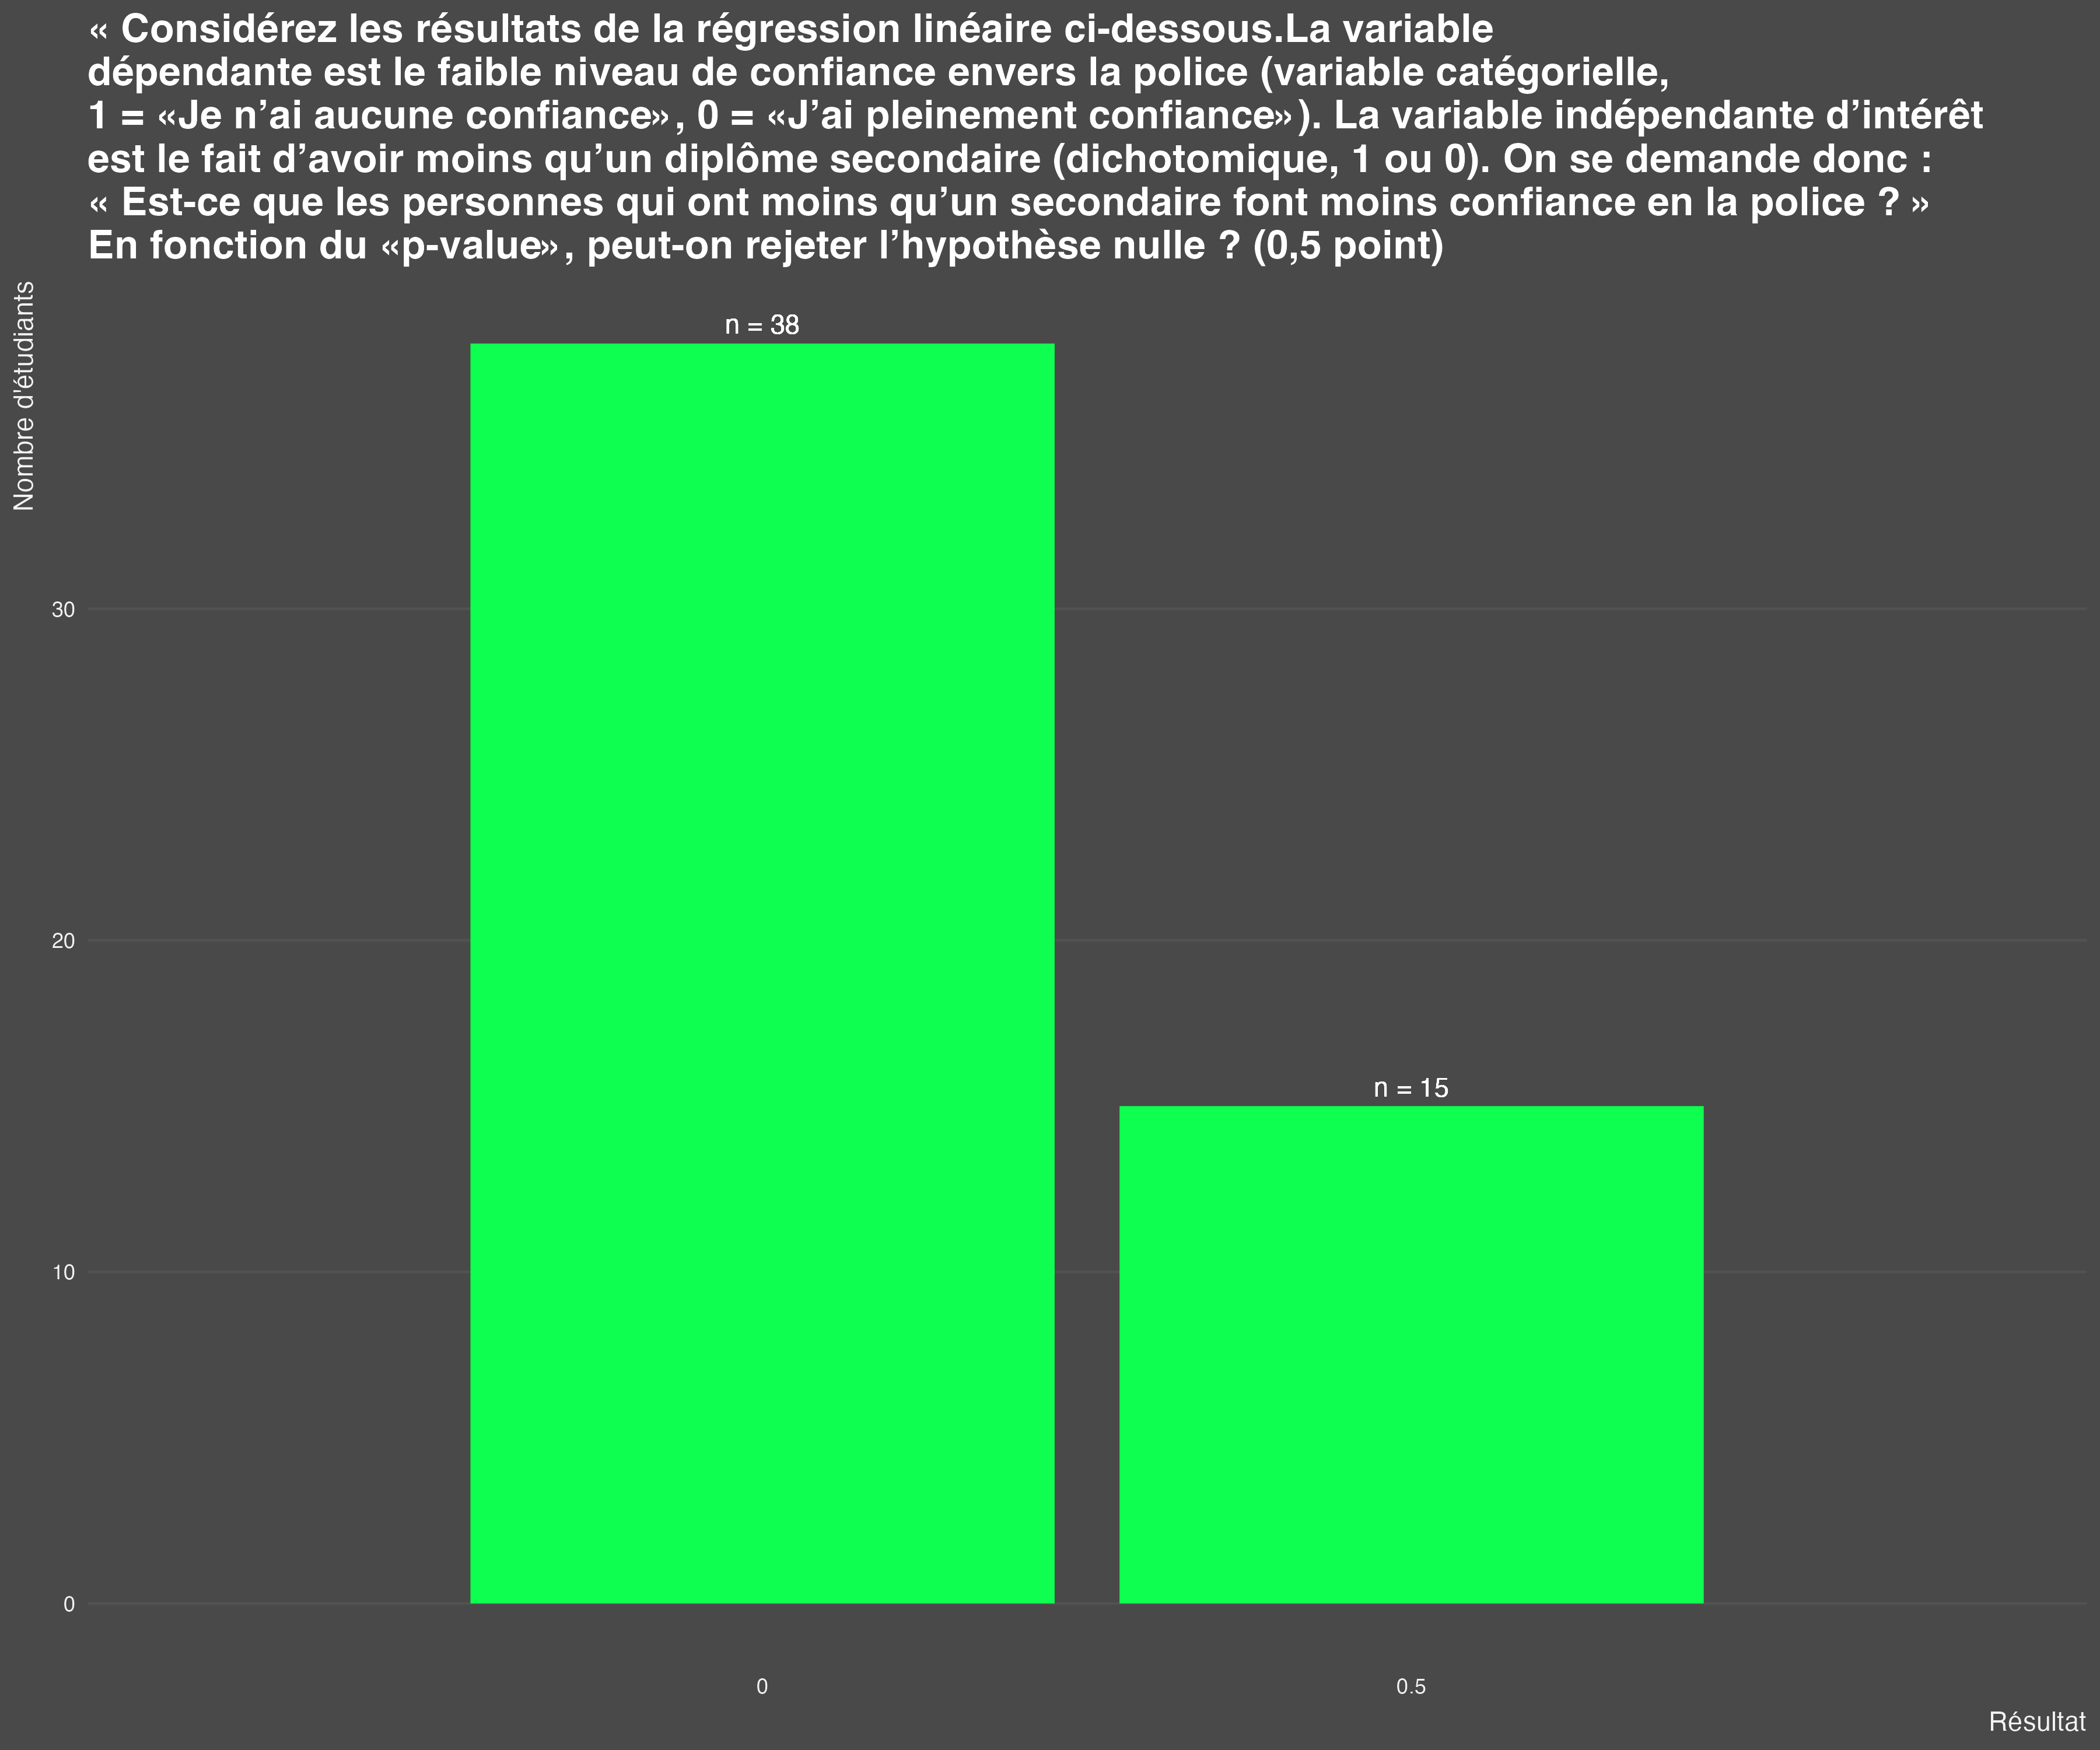 « Considérez les résultats de la régression linéaire ci-dessous.La variable
dépendante est le faible niveau de confiance envers la police (variable catégorielle,
1 = «Je n’ai aucune confiance», 0 = «J’ai pleinement confiance»). La variable indépendante d’intérêt
est le fait d’avoir moins qu’un diplôme secondaire (dichotomique, 1 ou 0). On se demande donc :
« Est-ce que les personnes qui ont moins qu’un secondaire font moins confiance en la police ? »
En fonction du «p-value», peut-on rejeter l’hypothèse nulle ? (0,5 point)
Nombre d'étudiants
n = 38
30
20
n = 15
10
0
0
0.5
Résultat